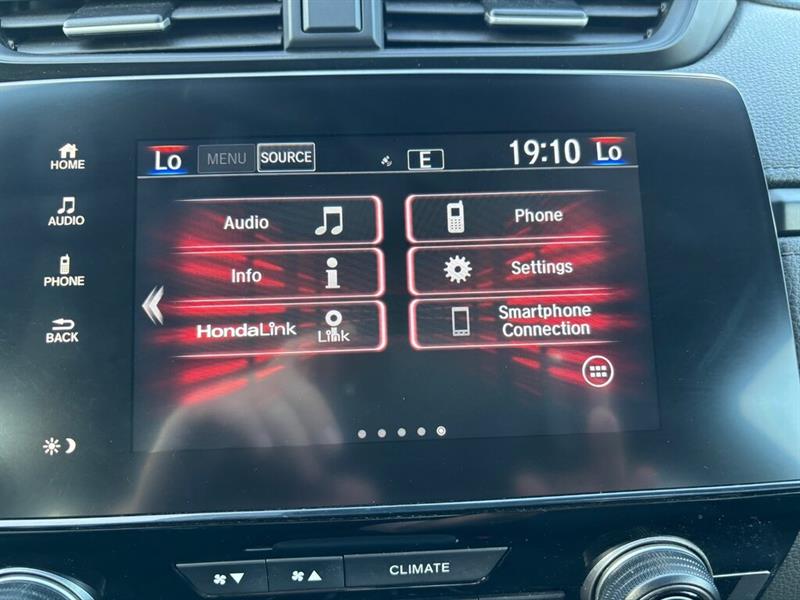 Lo MENU SOURCE E 19:10 Lo
HOME
AUDIO
PHONE
BACK
Audio
Phone
Info
Settings
HondaLink
Link
Smartphone
Connection
CLIMATE